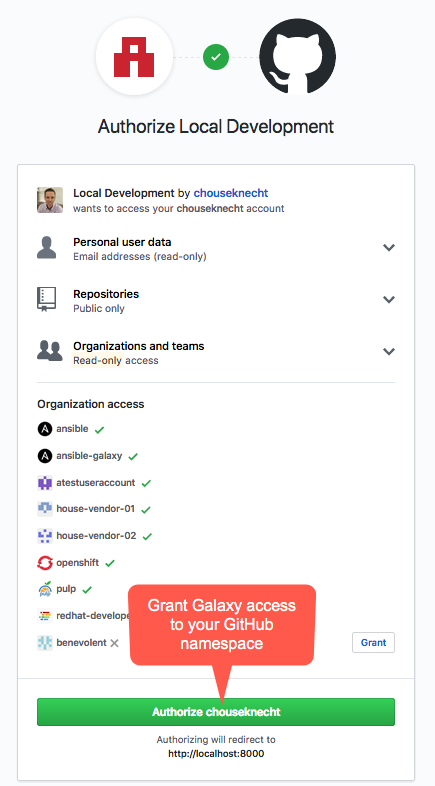 Authorize Local Development
Local Development by chouseknecht
wants to access your chouseknecht account
Personal user data
Email addresses (read-only)
Repositories
Public only
Organizations and teams
Read-only access
Organization access
ansible
ansible-galaxy
atestuseraccount
house-vendor-01
house-vendor-02
openshift
pulp
redhat-develope
benevolent
Grant
Grant Galaxy access
to your GitHub
namespace
Authorize chouseknecht
Authorizing will redirect to
http://localhost:8000